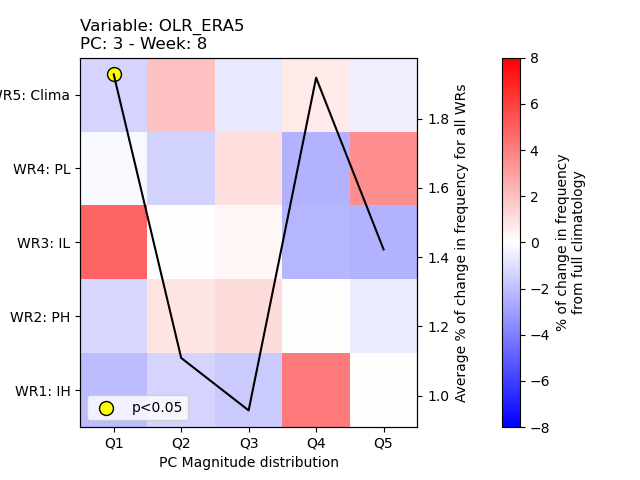 Variable: OLR_ERA5
PC: 3 - Week: 8
WR5: Clima
WR4: PL
WR3: IL
WR2: PH
WR1: IH
p<0.05
Q1 Q2 Q3 Q4 Q5
PC Magnitude distribution
1.8
1.6
1.4
1.2
1.0
Average % of change in frequency for all WRs
8
6
4
2
0
−2
−4
−6
−8
% of change in frequency
from full climatology